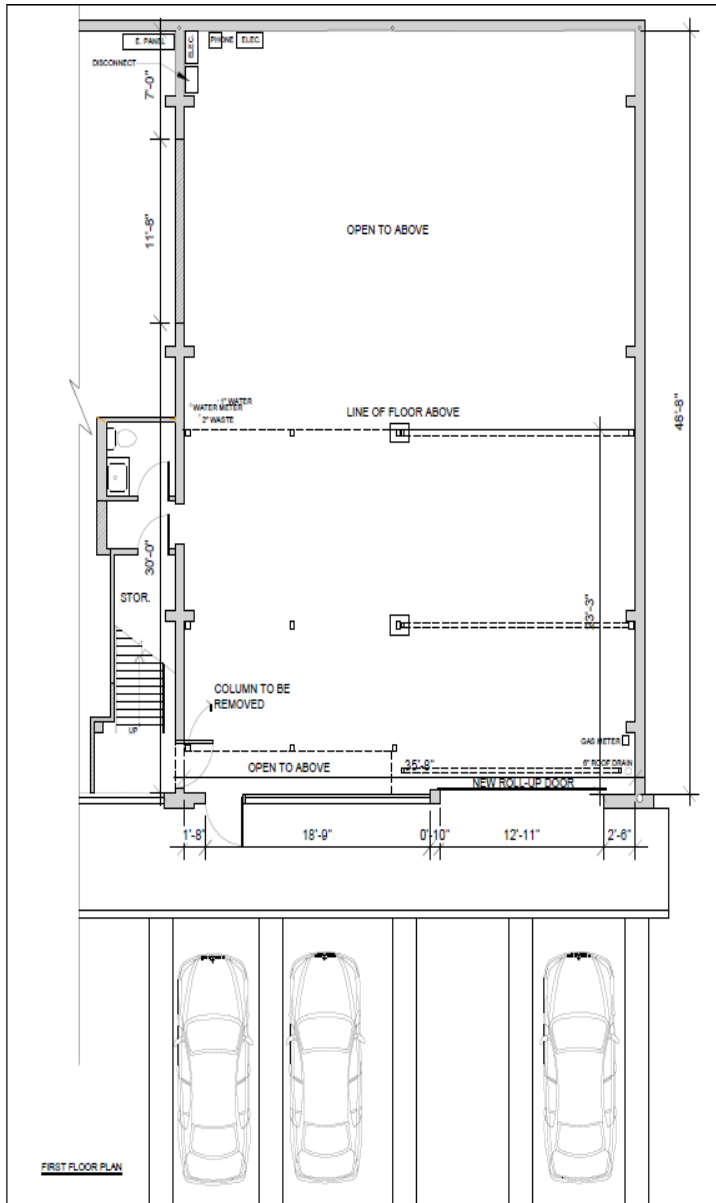 E. PANEL
ELEC.
PHONE
ELEC.
DISCONNECT
7'-0"
11'-8"
OPEN TO ABOVE
1" WATER
WATER METER
2" WASTE
LINE OF FLOOR ABOVE
48'-8"
30'-0"
STOR.
23'-3"
UP
COLUMN TO BE
REMOVED
GAS METER
OPEN TO ABOVE
35'-9"
6" ROOF DRAIN
NEW ROLL-UP DOOR
1'-8"
18'-9"
0'-10"
12'-11"
2'-6"
FIRST FLOOR PLAN